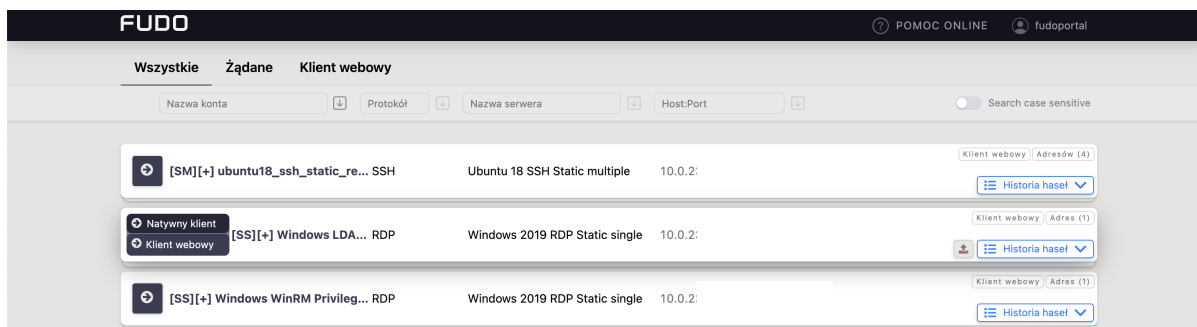 FUDO
POMOC ONLINE
fudoportal
Wszystkie Żądane Klient webowy
Nazwa konta Protokół Nazwa serwera Host:Port Search case sensitive
Klient webowy Adresów (4)
[SM][+] ubuntu18_ssh_static_re... SSH Ubuntu 18 SSH Static multiple 10.0.2:
Historia haseł
Klient webowy Adres (1)
Natywny klient
Klient webowy
[SS][+] Windows LDA... RDP Windows 2019 RDP Static single 10.0.2:
Historia haseł
Klient webowy Adres (1)
[SS][+] Windows WinRM Privileg... RDP Windows 2019 RDP Static single 10.0.2:
Historia haseł